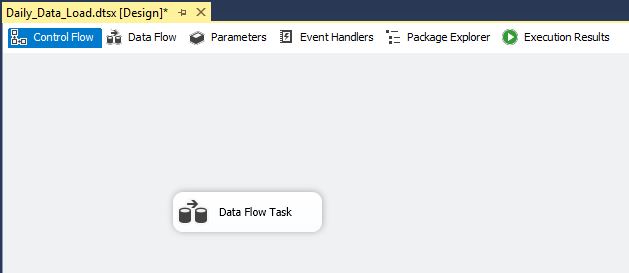 Daily_Data_Load.dtsx [Design]*
Control Flow Data Flow Parameters Event Handlers Package Explorer Execution Results
Data Flow Task